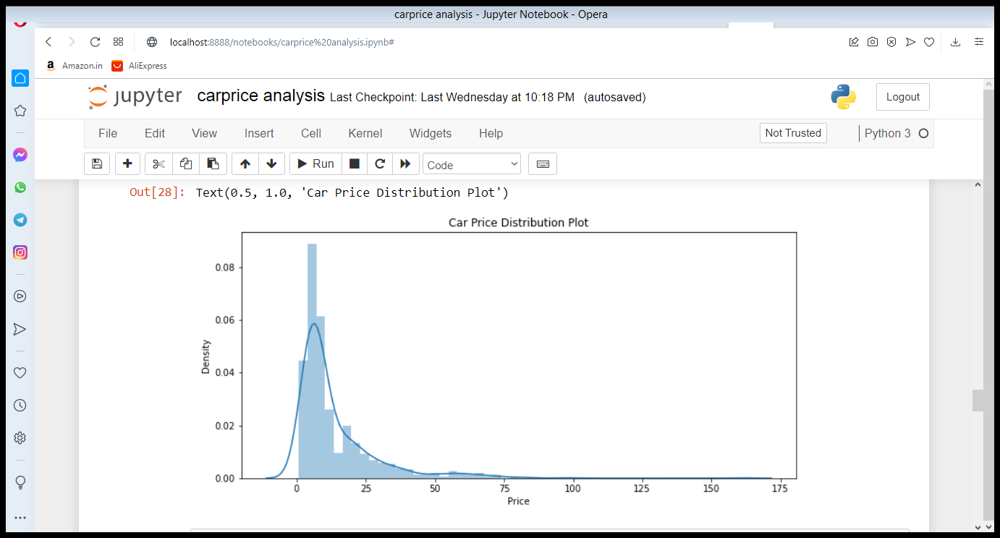 carprice analysis - Jupyter Notebook - Opera
localhost:8888/notebooks/carprice%20analysis.ipynb#
a Amazon.in AliExpress
jupyter carprice analysis Last Checkpoint: Last Wednesday at 10:18 PM (autosaved) Logout
File Edit View Insert Cell Kernel Widgets Help Not Trusted Python 3
Run Code
Out[28]: Text(0.5, 1.0, 'Car Price Distribution Plot')
Car Price Distribution Plot
0.08
0.06
0.04
0.02
0.00
Density
0 25 50 75 100 125 150 175
Price